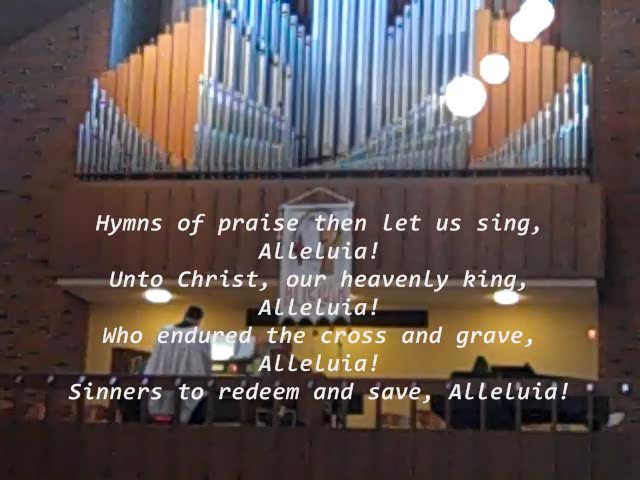 Hymns of praise then let us sing,
Alleluia!
Unto Christ, our heavenly king,
Alleluia!
Who endured the cross and grave,
Alleluia!
Sinners to redeem and save, Alleluia!